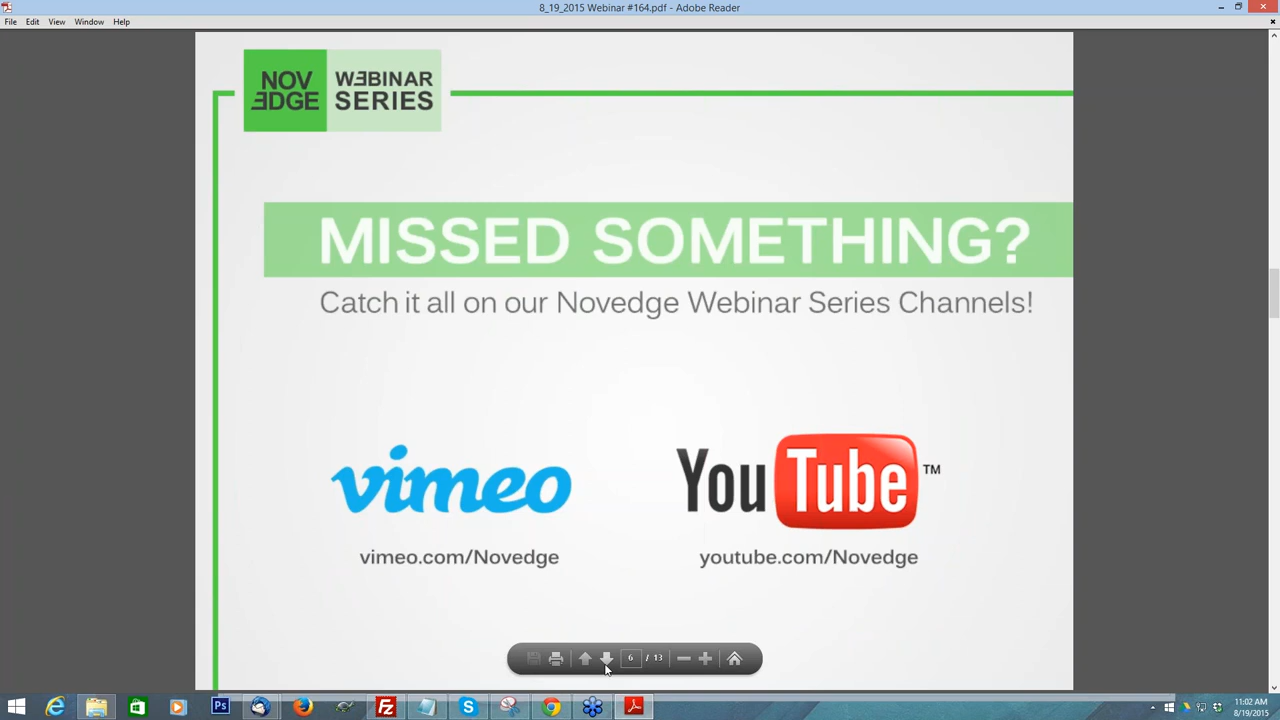 8_19_2015 Webinar #164.pdf - Adobe Reader
File Edit View Window Help
NOV
EDGE
WEBINAR
SERIES
MISSED SOMETHING?
Catch it all on our Novedge Webinar Series Channels!
vimeo
YouTube™
vimeo.com/Novedge
youtube.com/Novedge
6 / 13
Ps
Fz
11:02 AM
8/19/2015